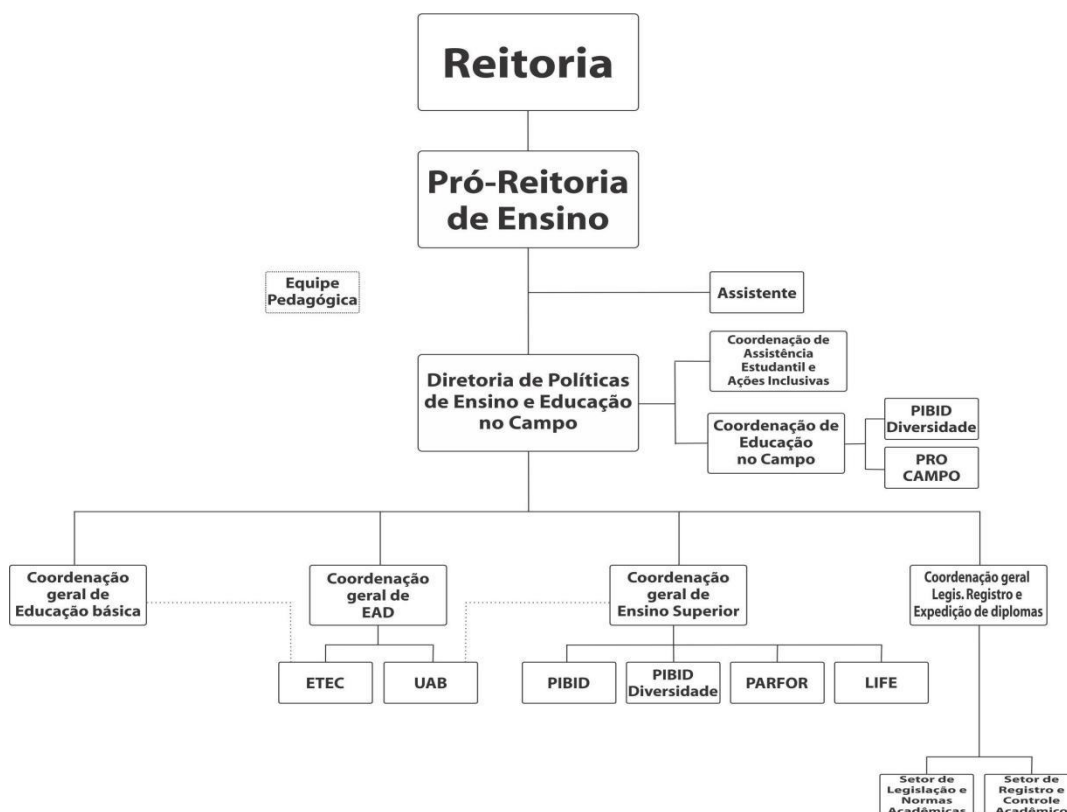 Reitoria
Pró-Reitoria
de Ensino
Equipe
Pedagógica
Assistente
Coordenação de
Assistência
Estudantil e
Ações Inclusivas
Diretoria de Políticas
de Ensino e Educação
no Campo
Coordenação de
Educação
no Campo
PIBID
Diversidade
PRO
CAMPO
Coordenação
geral de
Educação básica
Coordenação
geral de
EAD
Coordenação
geral de
Ensino Superior
Coordenação geral
Legis. Registro e
Expedição de diplomas
ETEC
UAB
PIBID
PIBID
Diversidade
PARFOR
LIFE
Setor de
Legislação e
Normas
Acadêmicas
Setor de
Registro e
Controle
Acadêmico